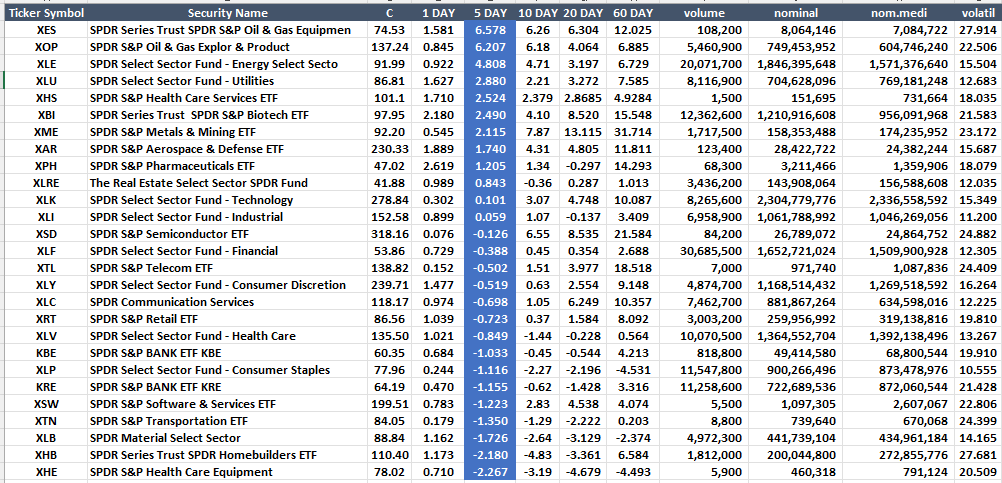 Ticker Symbol Security Name C 1 DAY 5 DAY 10 DAY 20 DAY 60 DAY volume nominal nom.medi volatil
XES SPDR Series Trust SPDR S&P Oil & Gas Equipmen 74.53 1.581 6.578 6.26 6.304 12.025 108,200 8,064,146 7,084,722 27.914
XOP SPDR S&P Oil & Gas Explor & Product 137.24 0.845 6.207 6.18 4.064 6.885 5,460,900 749,453,952 604,746,240 22.506
XLE SPDR Select Sector Fund - Energy Select Secto 91.99 0.922 4.808 4.71 3.197 6.729 20,071,700 1,846,395,648 1,571,376,640 15.504
XLU SPDR Select Sector Fund - Utilities 86.81 1.627 2.880 2.21 3.272 7.585 8,116,900 704,628,096 769,181,248 12.683
XHS SPDR S&P Health Care Services ETF 101.1 1.710 2.524 2.379 2.8685 4.9284 1,500 151,695 731,664 18.035
XBI SPDR Series Trust  SPDR S&P Biotech ETF 97.95 2.180 2.490 4.10 8.520 15.548 12,362,600 1,210,916,608 956,091,968 21.583
XME SPDR S&P Metals & Mining ETF 92.20 0.545 2.115 7.87 13.115 31.714 1,717,500 158,353,488 174,235,952 23.172
XAR SPDR S&P Aerospace & Defense ETF 230.33 1.889 1.740 4.31 4.805 11.811 123,400 28,422,722 24,382,244 15.687
XPH SPDR S&P Pharmaceuticals ETF 47.02 2.619 1.205 1.34 -0.297 14.293 68,300 3,211,466 1,359,906 18.079
XLRE The Real Estate Select Sector SPDR Fund 41.88 0.989 0.843 -0.36 0.287 1.013 3,436,200 143,908,064 156,588,608 12.035
XLK SPDR Select Sector Fund - Technology 278.84 0.302 0.101 3.07 4.748 10.087 8,265,600 2,304,779,776 2,336,558,592 15.349
XLI SPDR Select Sector Fund - Industrial 152.58 0.899 0.059 1.07 -0.137 3.409 6,958,900 1,061,788,992 1,046,269,056 11.200
XSD SPDR S&P Semiconductor ETF 318.16 0.076 -0.126 6.55 8.535 21.584 84,200 26,789,072 24,864,752 24.882
XLF SPDR Select Sector Fund - Financial 53.86 0.729 -0.388 0.45 0.354 2.688 30,685,500 1,652,721,024 1,509,900,928 12.305
XTL SPDR S&P Telecom ETF 138.82 0.152 -0.502 1.51 3.977 18.518 7,000 971,740 1,087,836 24.409
XLY SPDR Select Sector Fund - Consumer Discretion 239.71 1.477 -0.519 0.63 2.554 9.148 4,874,700 1,168,514,432 1,269,518,592 16.264
XLC SPDR Communication Services 118.17 0.974 -0.698 1.05 6.249 10.357 7,462,700 881,867,264 634,598,016 12.225
XRT SPDR S&P Retail ETF 86.56 1.039 -0.723 0.37 1.584 8.092 3,003,200 259,956,992 319,138,816 19.810
XLV SPDR Select Sector Fund - Health Care 135.50 1.021 -0.849 -1.44 -0.228 0.564 10,070,500 1,364,552,704 1,392,138,496 13.267
KBE SPDR S&P BANK ETF KBE 60.35 0.684 -1.033 -0.45 -0.544 4.213 818,800 49,414,580 68,800,544 19.910
XLP SPDR Select Sector Fund - Consumer Staples 77.96 0.244 -1.116 -2.27 -2.196 -4.531 11,547,800 900,266,496 873,478,976 10.555
KRE SPDR S&P BANK ETF KRE 64.19 0.470 -1.155 -0.62 -1.428 3.316 11,258,600 722,689,536 872,060,544 21.428
XSW SPDR S&P Software & Services ETF 199.51 0.783 -1.223 2.83 4.538 4.074 5,500 1,097,305 2,607,067 22.806
XTN SPDR S&P Transportation ETF 84.05 0.179 -1.350 -1.29 -2.222 0.203 8,800 739,640 670,068 24.399
XLB SPDR Material Select Sector 88.84 1.162 -1.726 -2.64 -3.129 -2.374 4,972,300 441,739,104 434,961,184 14.165
XHB SPDR Series Trust SPDR Homebuilders ETF 110.40 1.173 -2.180 -4.83 -3.361 6.584 1,812,000 200,044,800 272,855,776 27.681
XHE SPDR S&P Health Care Equipment 78.02 0.710 -2.267 -3.19 -4.679 -4.493 5,900 460,318 791,124 20.509